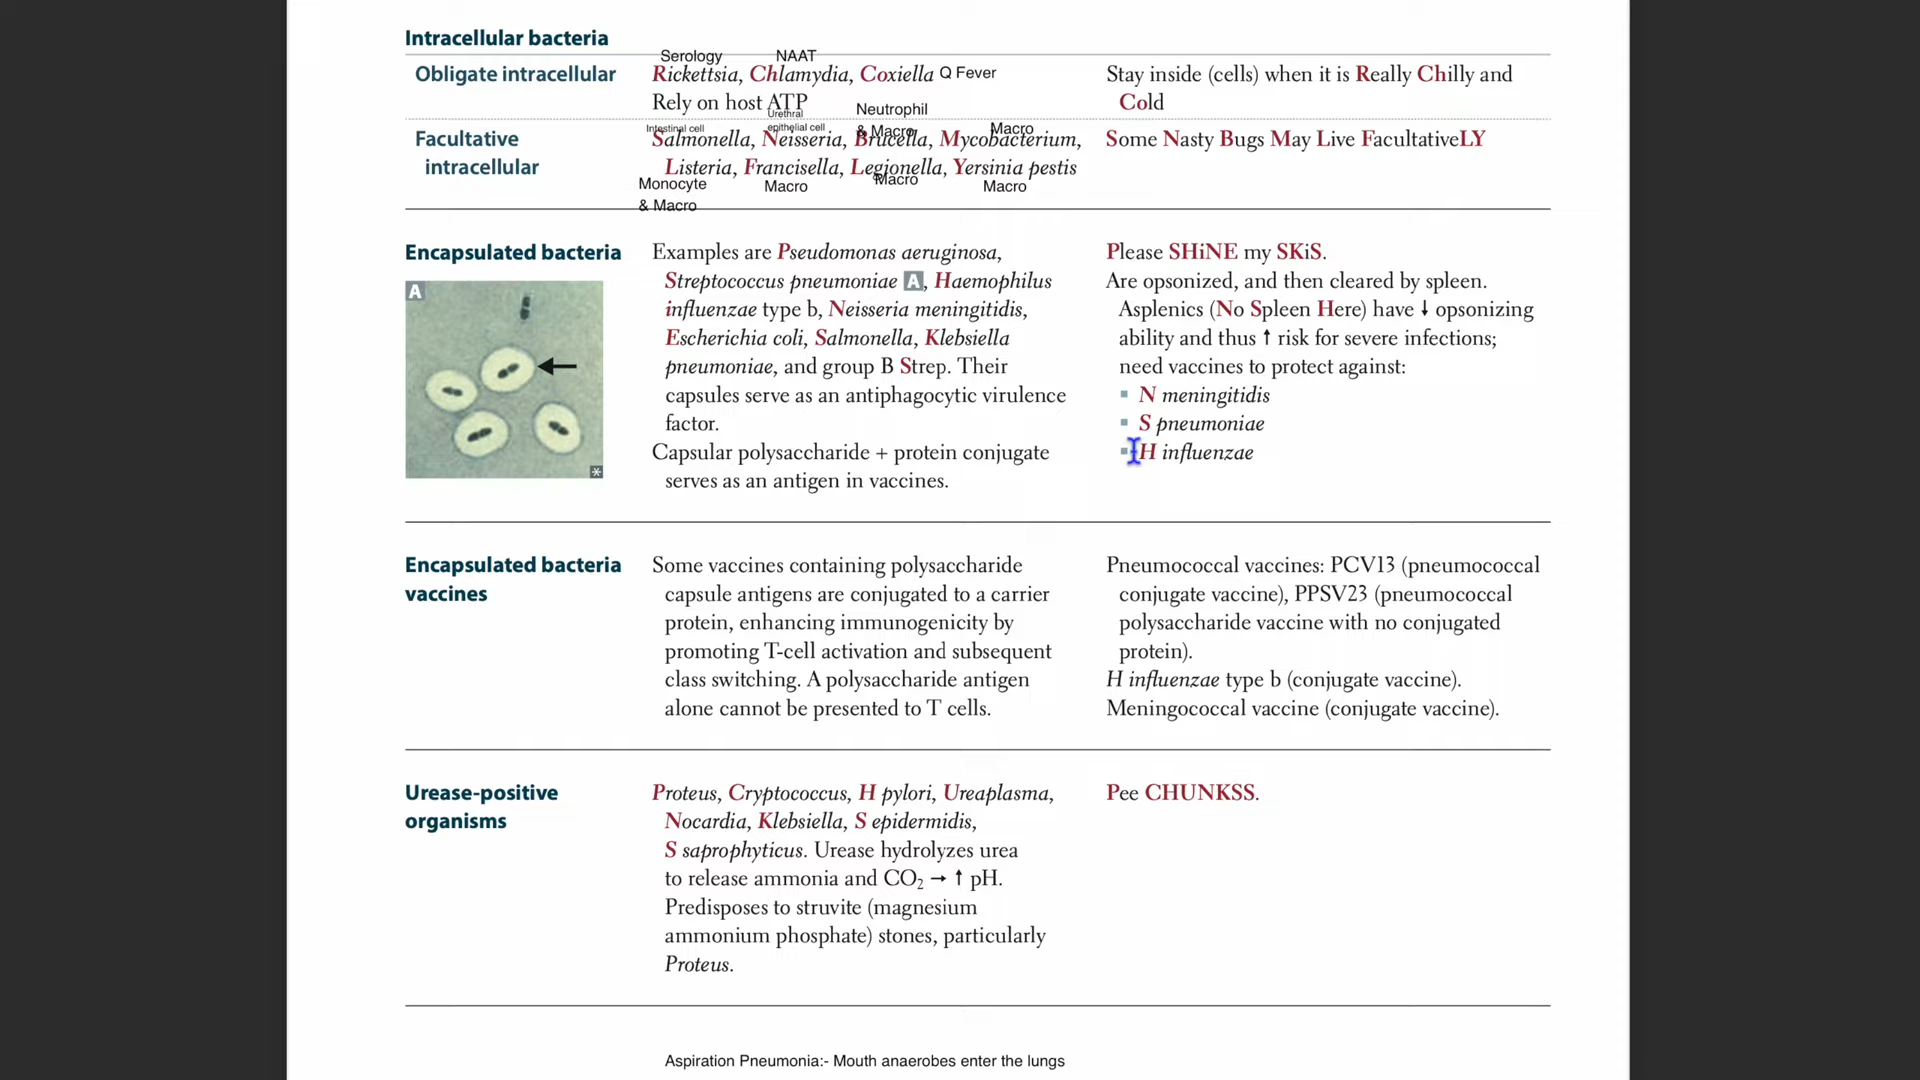 Intracellular bacteria
Serology NAAT
Obligate intracellular Rickettsia, Chlamydia, Coxiella Q Fever Stay inside (cells) when it is Really Chilly and
Rely on host ATP Cold
Urethral Neutrophil
Intestinal cell epithelial cell & Macro Macro
Facultative Salmonella, Neisseria, Brucella, Mycobacterium, Some Nasty Bugs May Live FacultativeLY
intracellular Listeria, Francisella, Legionella, Yersinia pestis
Monocyte Macro Macro Macro
& Macro
Encapsulated bacteria
A
*
Examples are Pseudomonas aeruginosa,
Streptococcus pneumoniae A, Haemophilus
influenzae type b, Neisseria meningitidis,
Escherichia coli, Salmonella, Klebsiella
pneumoniae, and group B Strep. Their
capsules serve as an antiphagocytic virulence
factor.
Capsular polysaccharide + protein conjugate
serves as an antigen in vaccines.
Please SHiNE my SKiS.
Are opsonized, and then cleared by spleen.
Asplenics (No Spleen Here) have ↓ opsonizing
ability and thus ↑ risk for severe infections;
need vaccines to protect against:
▪ N meningitidis
▪ S pneumoniae
▪ H influenzae
Encapsulated bacteria
vaccines
Some vaccines containing polysaccharide
capsule antigens are conjugated to a carrier
protein, enhancing immunogenicity by
promoting T-cell activation and subsequent
class switching. A polysaccharide antigen
alone cannot be presented to T cells.
Pneumococcal vaccines: PCV13 (pneumococcal
conjugate vaccine), PPSV23 (pneumococcal
polysaccharide vaccine with no conjugated
protein).
H influenzae type b (conjugate vaccine).
Meningococcal vaccine (conjugate vaccine).
Urease-positive
organisms
Proteus, Cryptococcus, H pylori, Ureaplasma,
Nocardia, Klebsiella, S epidermidis,
S saprophyticus. Urease hydrolyzes urea
to release ammonia and CO₂ → ↑ pH.
Predisposes to struvite (magnesium
ammonium phosphate) stones, particularly
Proteus.
Pee CHUNKSS.
Aspiration Pneumonia:- Mouth anaerobes enter the lungs